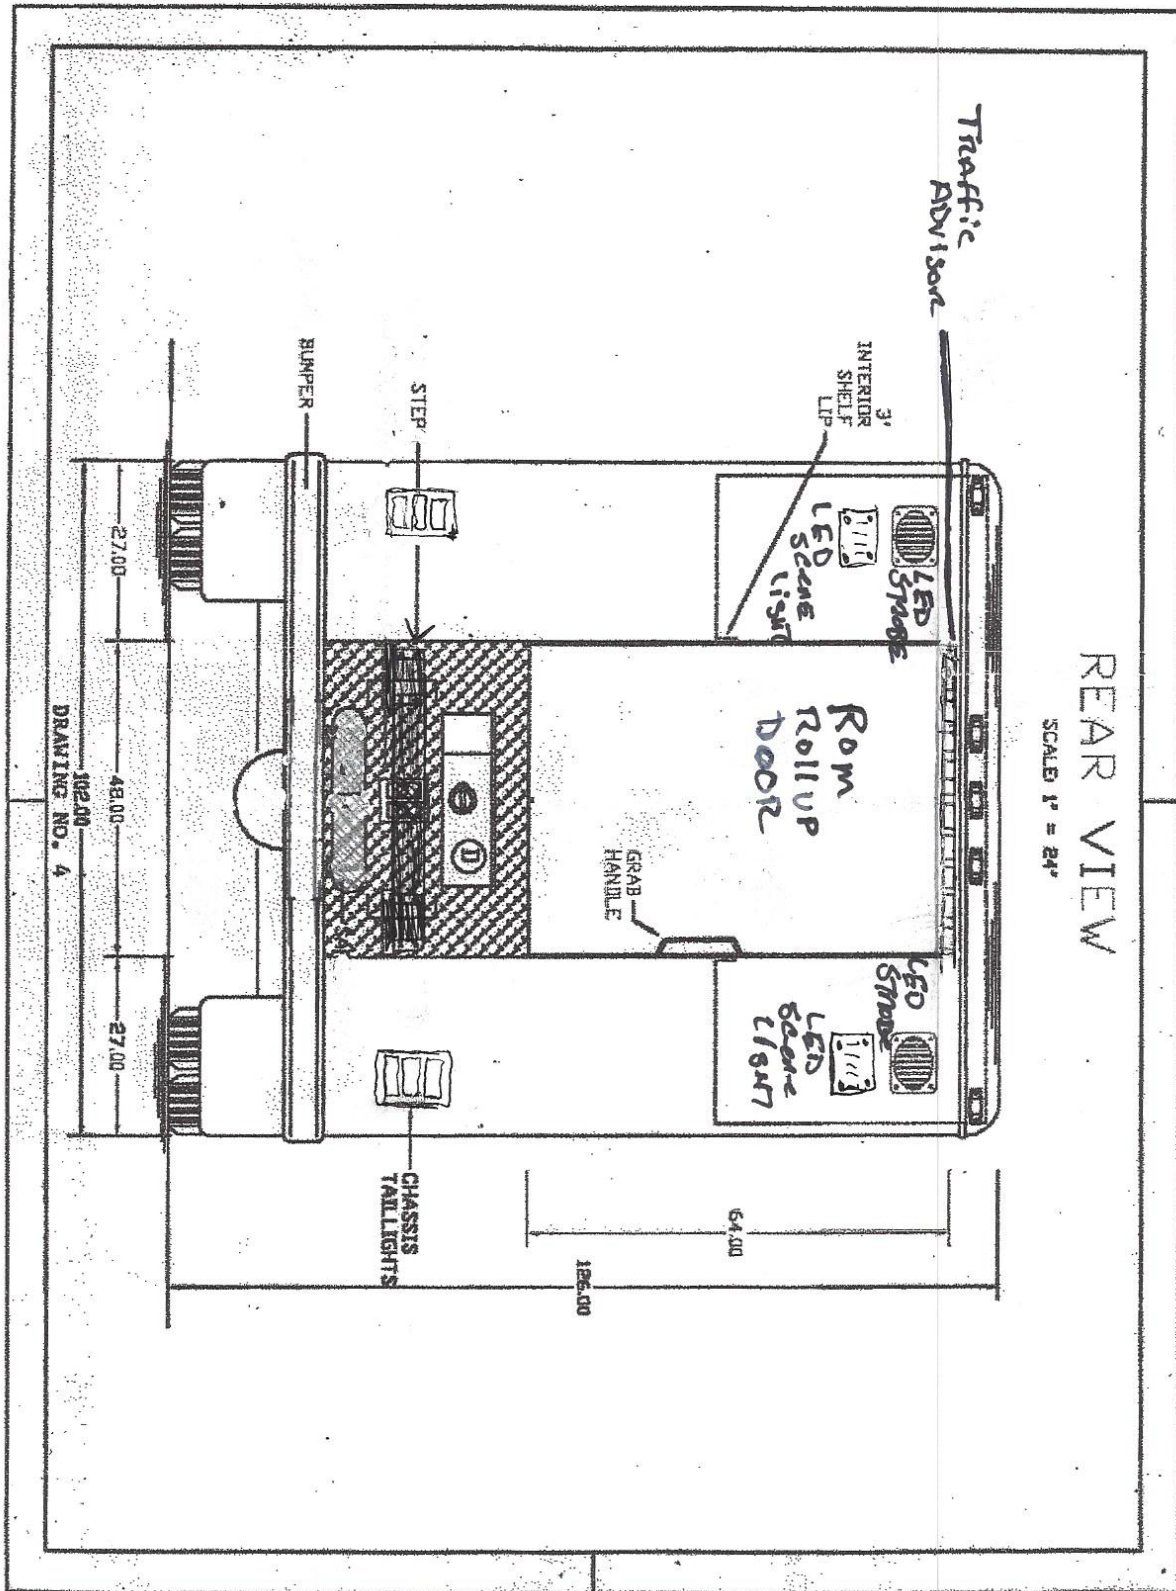 REAR VIEW
SCALE: 1" = 24"
Traffic
ADVISOR
3"
INTERIOR
SHELF
LIP
LED
STROBE
LED
SCENE
LIGHT
LED
STROBE
LED
SCENE
LIGHT
ROM
Roll UP
DOOR
GRAB
HANDLE
64.00
126.00
STEP
CHASSIS
TAILLIGHTS
BUMPER
27.00
48.00
27.00
102.00
DRAWING NO. 4